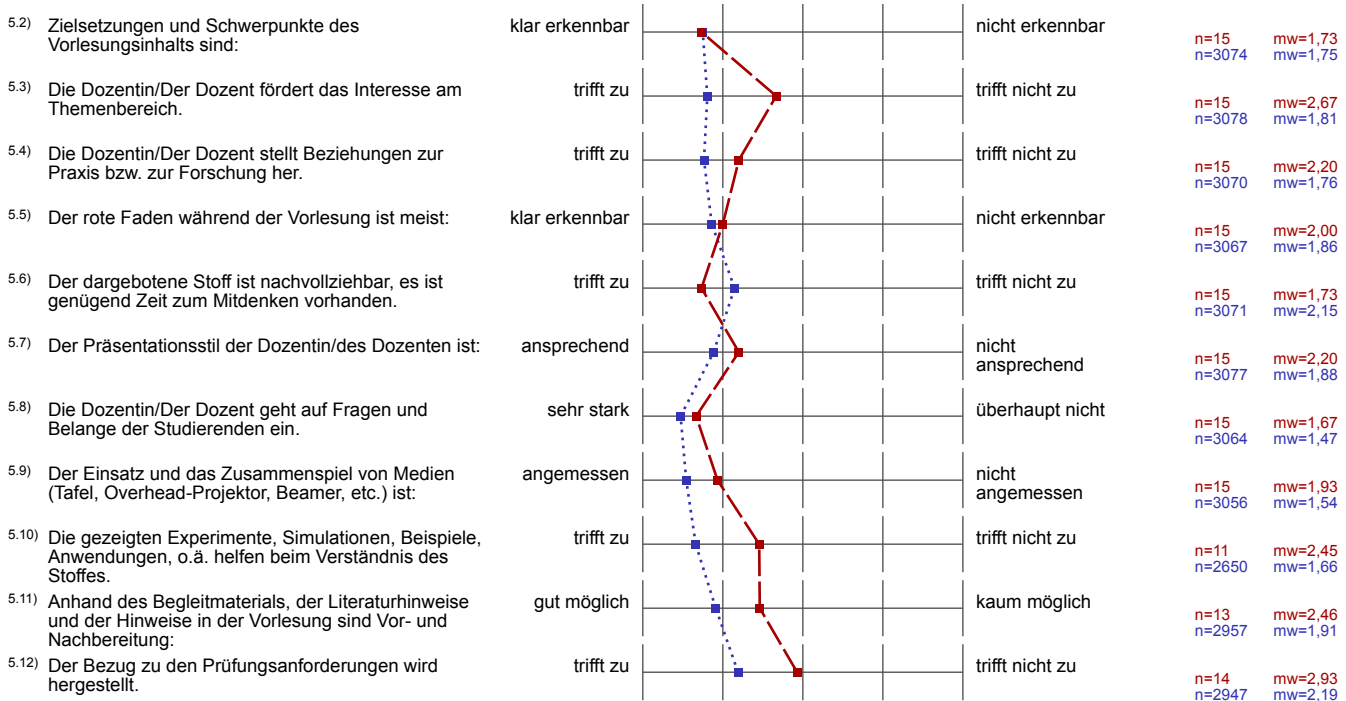 5.2) Zielsetzungen und Schwerpunkte des
Vorlesungsinhalts sind:
klar erkennbar
nicht erkennbar
n=15 mw=1,73
n=3074 mw=1,75
5.3) Die Dozentin/Der Dozent fördert das Interesse am
Themenbereich.
trifft zu
trifft nicht zu
n=15 mw=2,67
n=3078 mw=1,81
5.4) Die Dozentin/Der Dozent stellt Beziehungen zur
Praxis bzw. zur Forschung her.
trifft zu
trifft nicht zu
n=15 mw=2,20
n=3070 mw=1,76
5.5) Der rote Faden während der Vorlesung ist meist:
klar erkennbar
nicht erkennbar
n=15 mw=2,00
n=3067 mw=1,86
5.6) Der dargebotene Stoff ist nachvollziehbar, es ist
genügend Zeit zum Mitdenken vorhanden.
trifft zu
trifft nicht zu
n=15 mw=1,73
n=3071 mw=2,15
5.7) Der Präsentationsstil der Dozentin/des Dozenten ist:
ansprechend
nicht
ansprechend
n=15 mw=2,20
n=3077 mw=1,88
5.8) Die Dozentin/Der Dozent geht auf Fragen und
Belange der Studierenden ein.
sehr stark
überhaupt nicht
n=15 mw=1,67
n=3064 mw=1,47
5.9) Der Einsatz und das Zusammenspiel von Medien
(Tafel, Overhead-Projektor, Beamer, etc.) ist:
angemessen
nicht
angemessen
n=15 mw=1,93
n=3056 mw=1,54
5.10) Die gezeigten Experimente, Simulationen, Beispiele,
Anwendungen, o.ä. helfen beim Verständnis des
Stoffes.
trifft zu
trifft nicht zu
n=11 mw=2,45
n=2650 mw=1,66
5.11) Anhand des Begleitmaterials, der Literaturhinweise
und der Hinweise in der Vorlesung sind Vor- und
Nachbereitung:
gut möglich
kaum möglich
n=13 mw=2,46
n=2957 mw=1,91
5.12) Der Bezug zu den Prüfungsanforderungen wird
hergestellt.
trifft zu
trifft nicht zu
n=14 mw=2,93
n=2947 mw=2,19